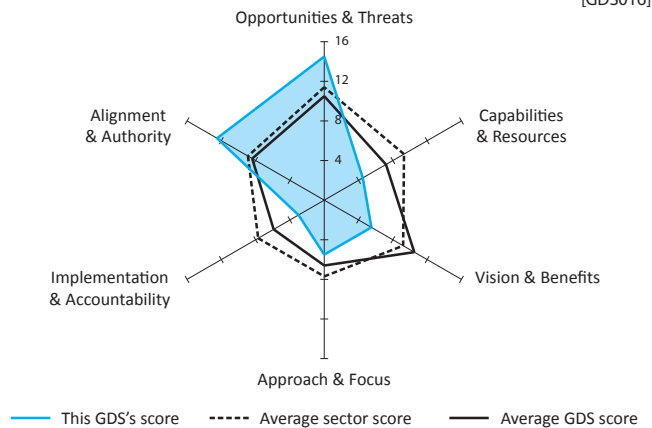 [GDS016]
Opportunities & Threats
16
12
8
4
Alignment
& Authority
Capabilities
& Resources
Implementation
& Accountability
Vision & Benefits
Approach & Focus
This GDS's score
Average sector score
Average GDS score